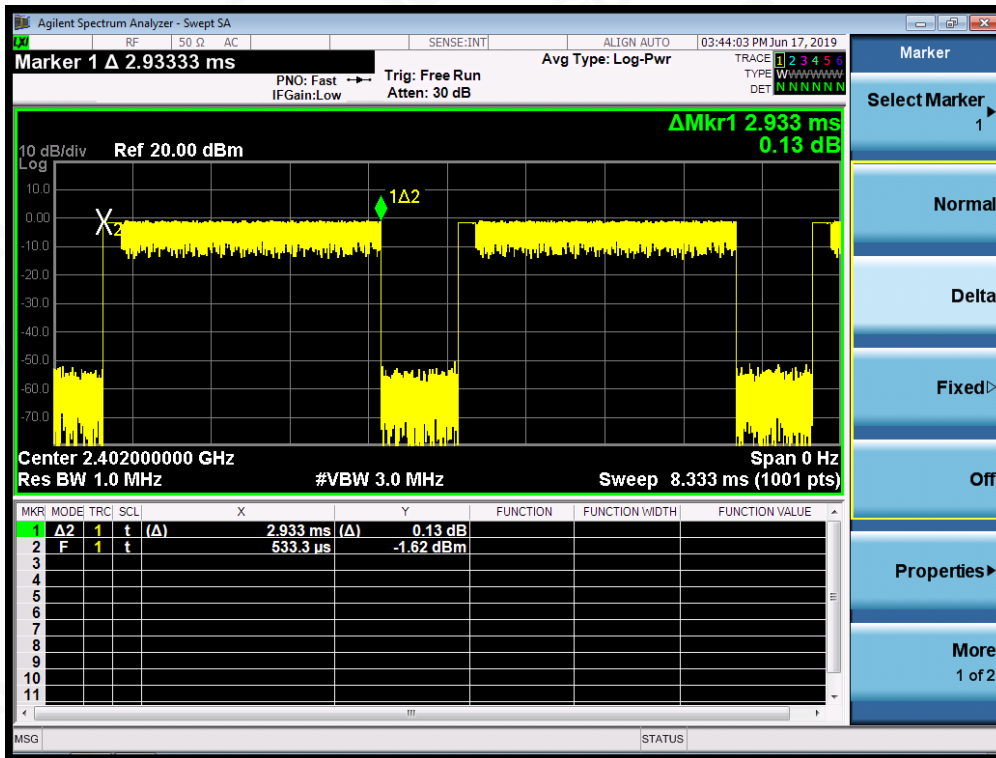 Agilent Spectrum Analyzer - Swept SA
LXI RF 50 Ω AC SENSE:INT ALIGN AUTO 03:44:03 PM Jun 17, 2019
Marker 1 Δ 2.93333 ms
PNO: Fast
IFGain:Low
Trig: Free Run
Atten: 30 dB
Avg Type: Log-Pwr
TRACE 1 2 3 4 5 6
TYPE WWWWWWW
DET N N N N N N
ΔMkr1 2.933 ms
0.13 dB
10 dB/div Ref 20.00 dBm
Log
10.0
0.00
-10.0
-20.0
-30.0
-40.0
-50.0
-60.0
-70.0
1Δ2
2
Center 2.402000000 GHz Span 0 Hz
Res BW 1.0 MHz #VBW 3.0 MHz Sweep 8.333 ms (1001 pts)
MKR MODE TRC SCL X Y FUNCTION FUNCTION WIDTH FUNCTION VALUE
1 Δ2 1 t (Δ) 2.933 ms (Δ) 0.13 dB
2 F 1 t 533.3 µs -1.62 dBm
3
4
5
6
7
8
9
10
11
MSG STATUS
Marker
Select Marker
1
Normal
Delta
Fixed
Off
Properties
More
1 of 2